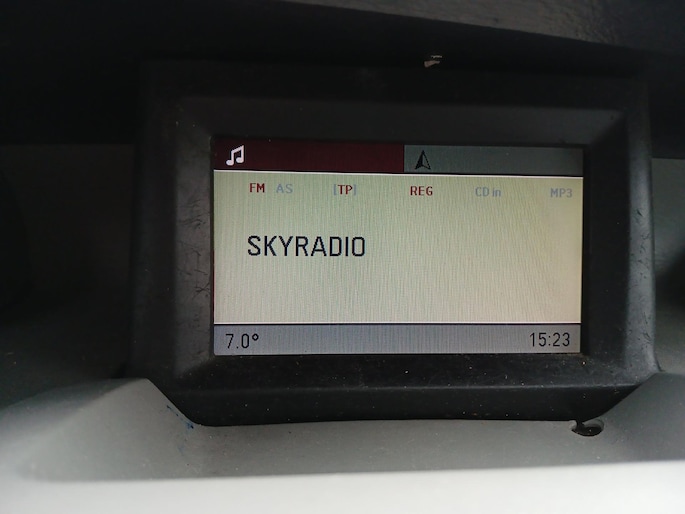 FM AS [TP] REG CD in MP3
SKYRADIO
7.0° 15:23